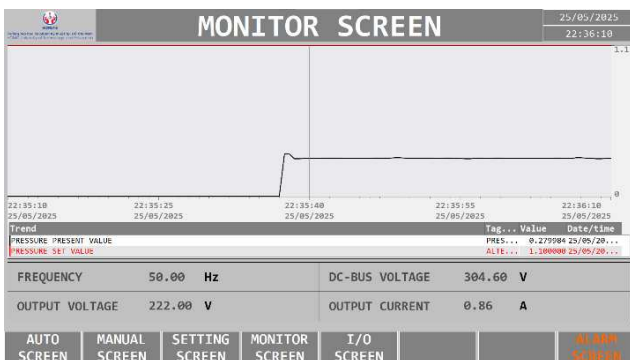 MONITOR SCREEN
25/05/2025
22:36:10
1.1
0
22:35:10 22:35:25 22:35:40 22:35:55 22:36:10
25/05/2025 25/05/2025 25/05/2025 25/05/2025 25/05/2025
Trend Tag... Value Date/time
PRESSURE PRESENT VALUE PRES... 0.279984 25/05/20...
PRESSURE SET VALUE ALTE... 1.100000 25/05/20...
FREQUENCY 50.00 Hz DC-BUS VOLTAGE 304.60 V
OUTPUT VOLTAGE 222.00 V OUTPUT CURRENT 0.86 A
AUTO MANUAL SETTING MONITOR I/O ALARM
SCREEN SCREEN SCREEN SCREEN SCREEN SCREEN